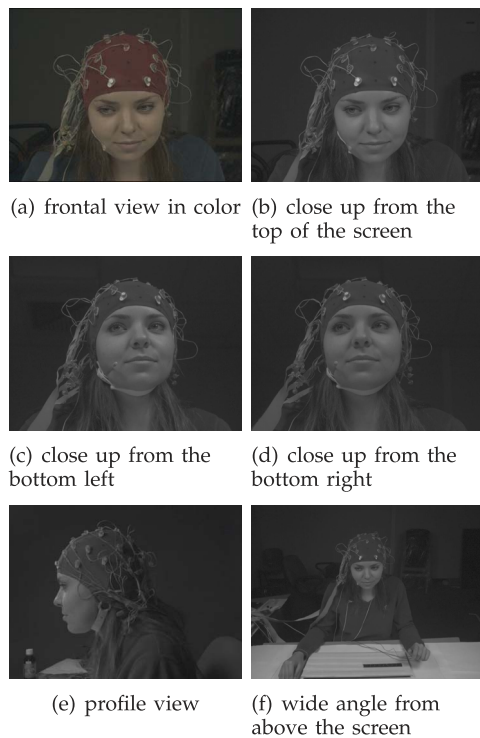 (a) frontal view in color
(b) close up from the
top of the screen
(c) close up from the
bottom left
(d) close up from the
bottom right
(e) profile view
(f) wide angle from
above the screen